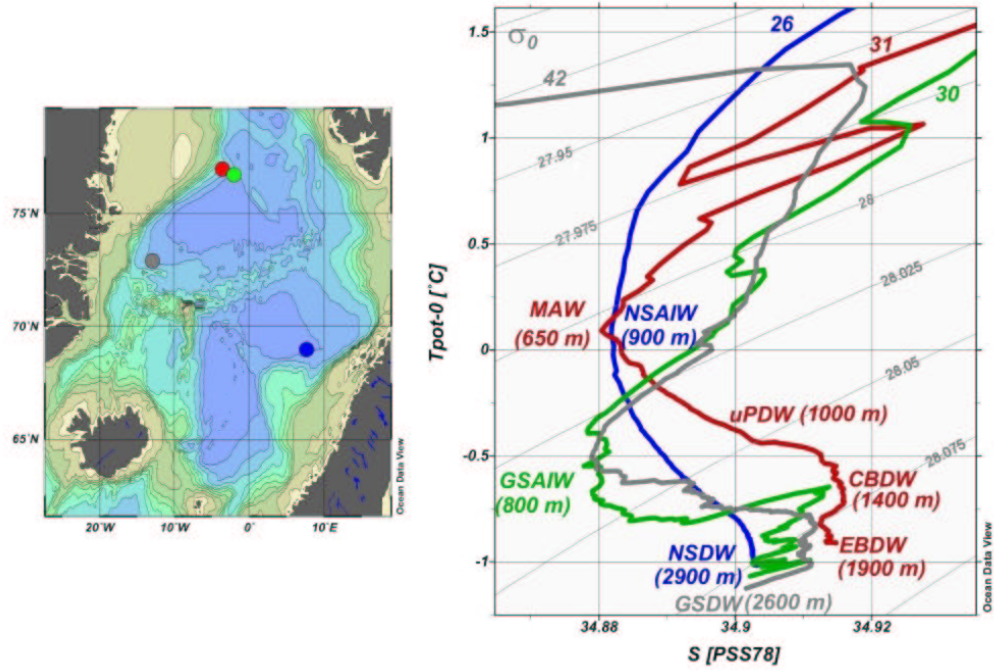 75˚N
70˚N
65˚N
20˚W
10˚W
0˚
10˚E
Ocean Data View
σ0
26
31
42
30
27.95
27.975
28
28.025
28.05
28.075
MAW
(650 m)
NSAIW
(900 m)
uPDW (1000 m)
GSAIW
(800 m)
CBDW
(1400 m)
NSDW
(2900 m)
EBDW
(1900 m)
GSDW (2600 m)
1.5
1
0.5
0
-0.5
-1
Tpot-0 [˚C]
34.88
34.9
34.92
S [PSS78]
Ocean Data View